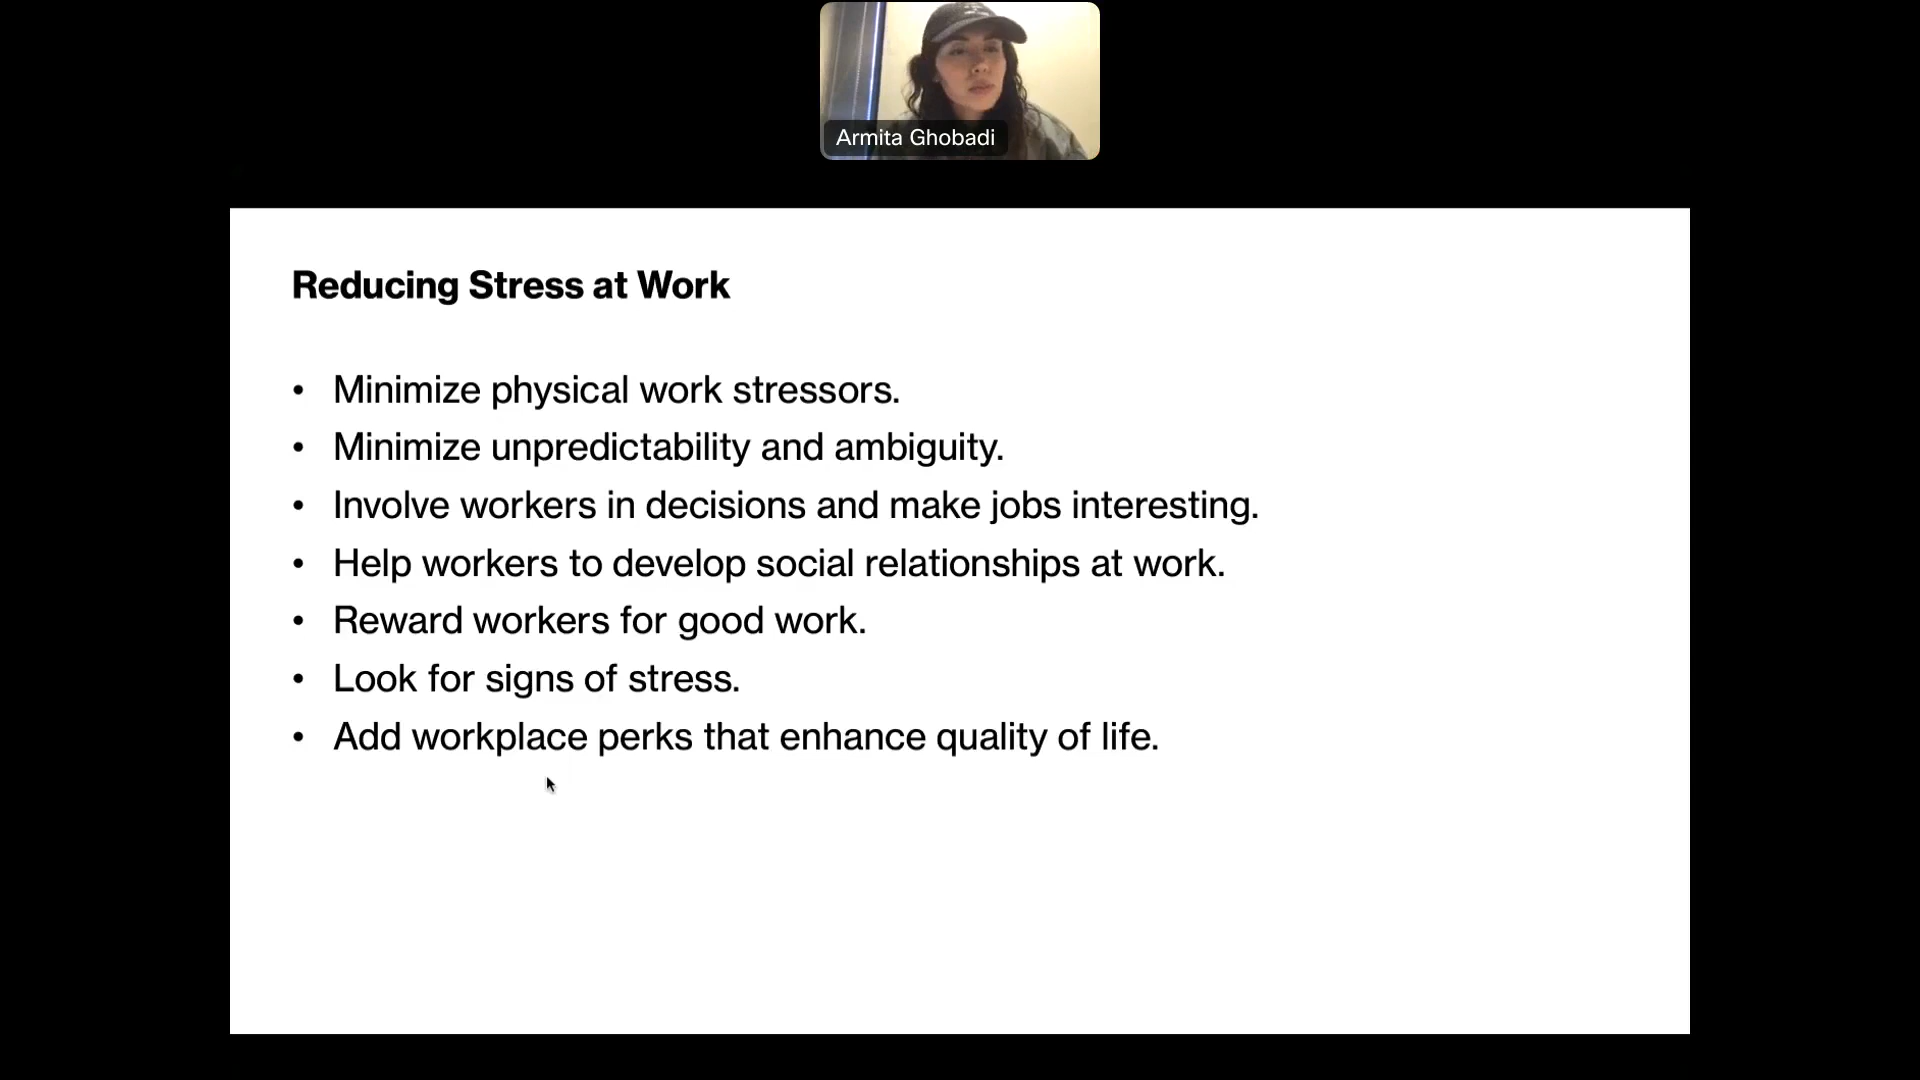 Armita Ghobadi
Reducing Stress at Work
• Minimize physical work stressors.
• Minimize unpredictability and ambiguity.
• Involve workers in decisions and make jobs interesting.
• Help workers to develop social relationships at work.
• Reward workers for good work.
• Look for signs of stress.
• Add workplace perks that enhance quality of life.